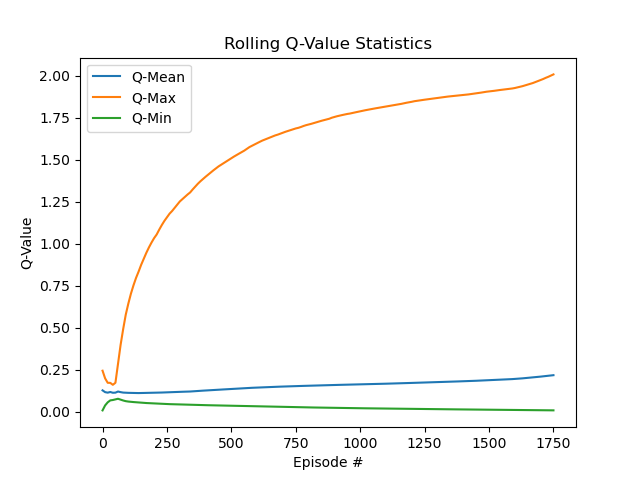 Rolling Q-Value Statistics
Q-Mean
Q-Max
Q-Min
Q-Value
2.00
1.75
1.50
1.25
1.00
0.75
0.50
0.25
0.00
0 250 500 750 1000 1250 1500 1750
Episode #